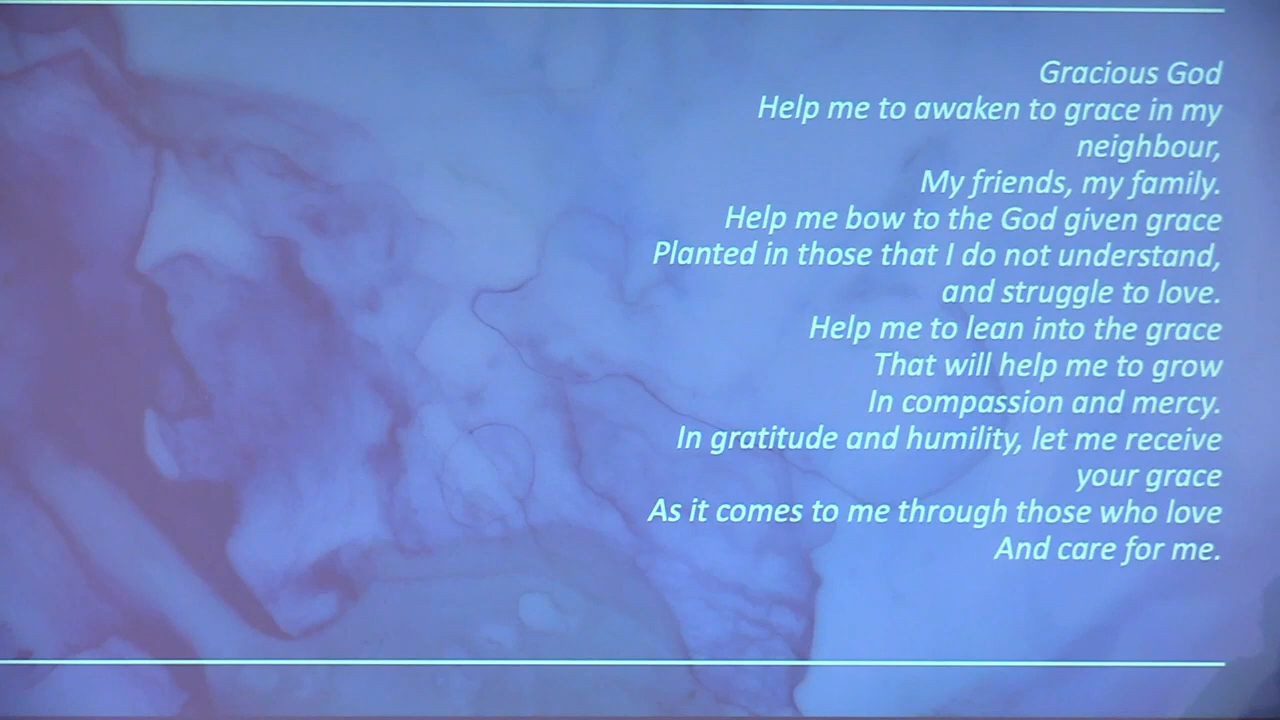 Gracious God
Help me to awaken to grace in my
neighbour,
My friends, my family.
Help me bow to the God given grace
Planted in those that I do not understand,
and struggle to love.
Help me to lean into the grace
That will help me to grow
In compassion and mercy.
In gratitude and humility, let me receive
your grace
As it comes to me through those who love
And care for me.